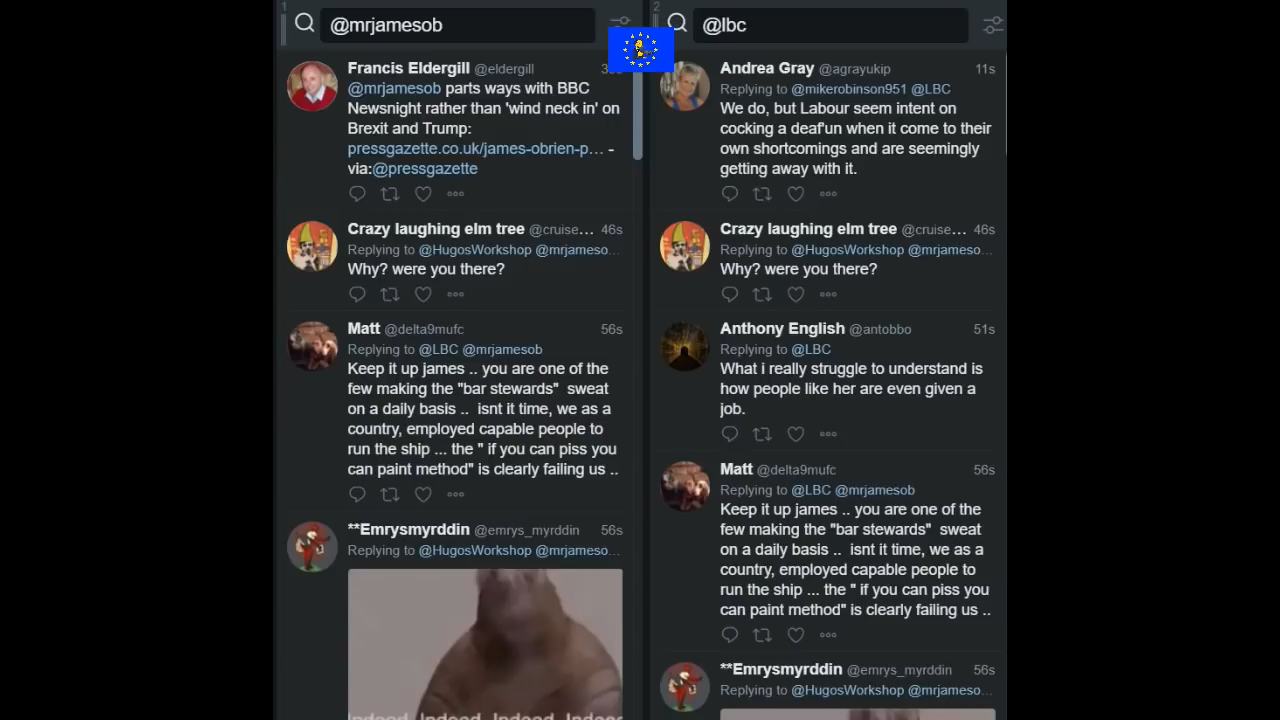 1
@mrjamesob
Francis Eldergill @eldergill
@mrjamesob parts ways with BBC
Newsnight rather than 'wind neck in' on
Brexit and Trump:
pressgazette.co.uk/james-obrien-p… -
via:@pressgazette
Crazy laughing elm tree @cruise… 46s
Replying to @HugosWorkshop @mrjameso…
Why? were you there?
Matt @delta9mufc 56s
Replying to @LBC @mrjamesob
Keep it up james .. you are one of the
few making the "bar stewards"  sweat
on a daily basis ..  isnt it time, we as a
country, employed capable people to
run the ship ... the " if you can piss you
can paint method" is clearly failing us ..
**Emrysmyrddin @emrys_myrddin 56s
Replying to @HugosWorkshop @mrjameso…
Indeed. Indeed. Indeed. Indeed
2
@lbc
Andrea Gray @agrayukip 11s
Replying to @mikerobinson951 @LBC
We do, but Labour seem intent on
cocking a deaf'un when it come to their
own shortcomings and are seemingly
getting away with it.
Crazy laughing elm tree @cruise… 46s
Replying to @HugosWorkshop @mrjameso…
Why? were you there?
Anthony English @antobbo 51s
Replying to @LBC
What i really struggle to understand is
how people like her are even given a
job.
Matt @delta9mufc 56s
Replying to @LBC @mrjamesob
Keep it up james .. you are one of the
few making the "bar stewards"  sweat
on a daily basis ..  isnt it time, we as a
country, employed capable people to
run the ship ... the " if you can piss you
can paint method" is clearly failing us ..
**Emrysmyrddin @emrys_myrddin 56s
Replying to @HugosWorkshop @mrjameso…